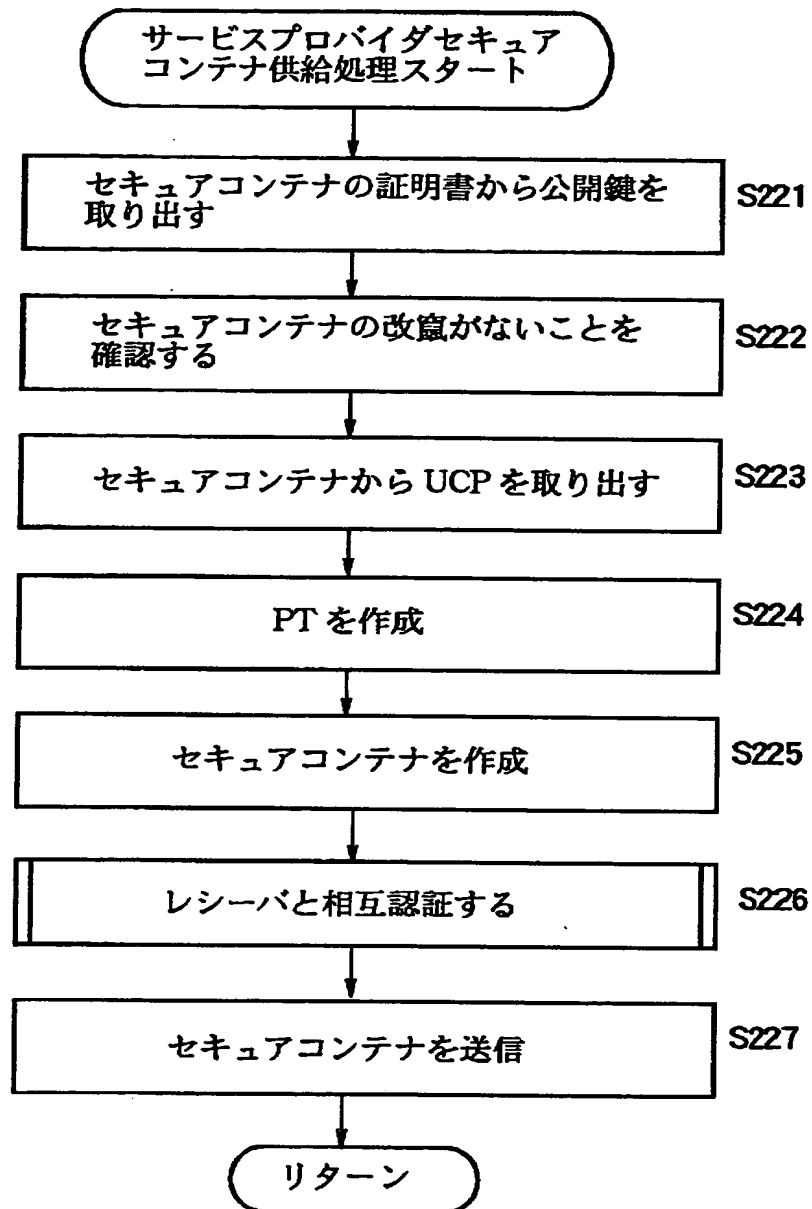 サービスプロバイダセキュア
コンテナ供給処理スタート
セキュアコンテナの証明書から公開鍵を
取り出す
S221
セキュアコンテナの改竄がないことを
確認する
S222
セキュアコンテナから UCP を取り出す
S223
PT を作成
S224
セキュアコンテナを作成
S225
レシーバと相互認証する
S226
セキュアコンテナを送信
S227
リターン